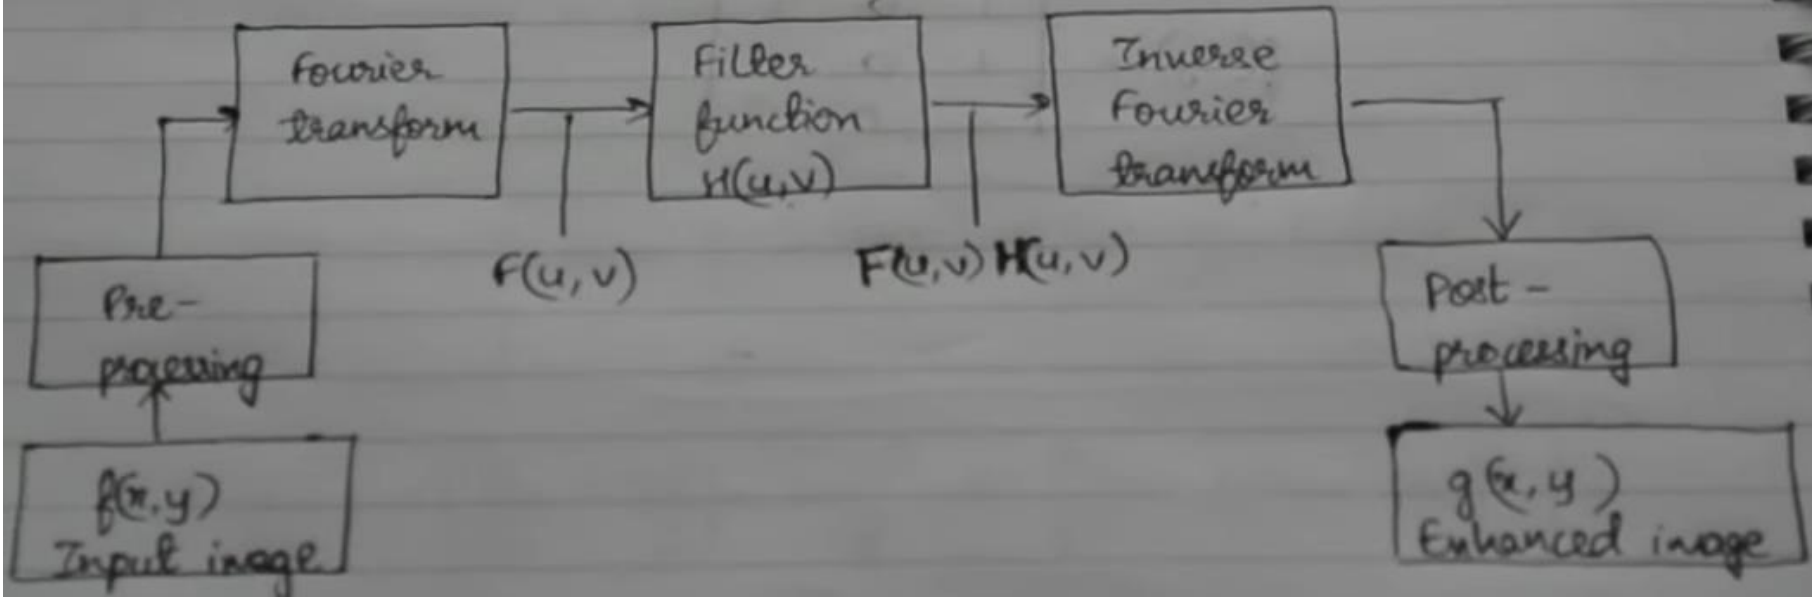 Fourier
transform
Filter
function
H(u,v)
Inverse
Fourier
transform
F(u,v)
F(u,v) H(u,v)
Pre-
processing
Post-
processing
f(x,y)
Input image
g(x,y)
Enhanced image